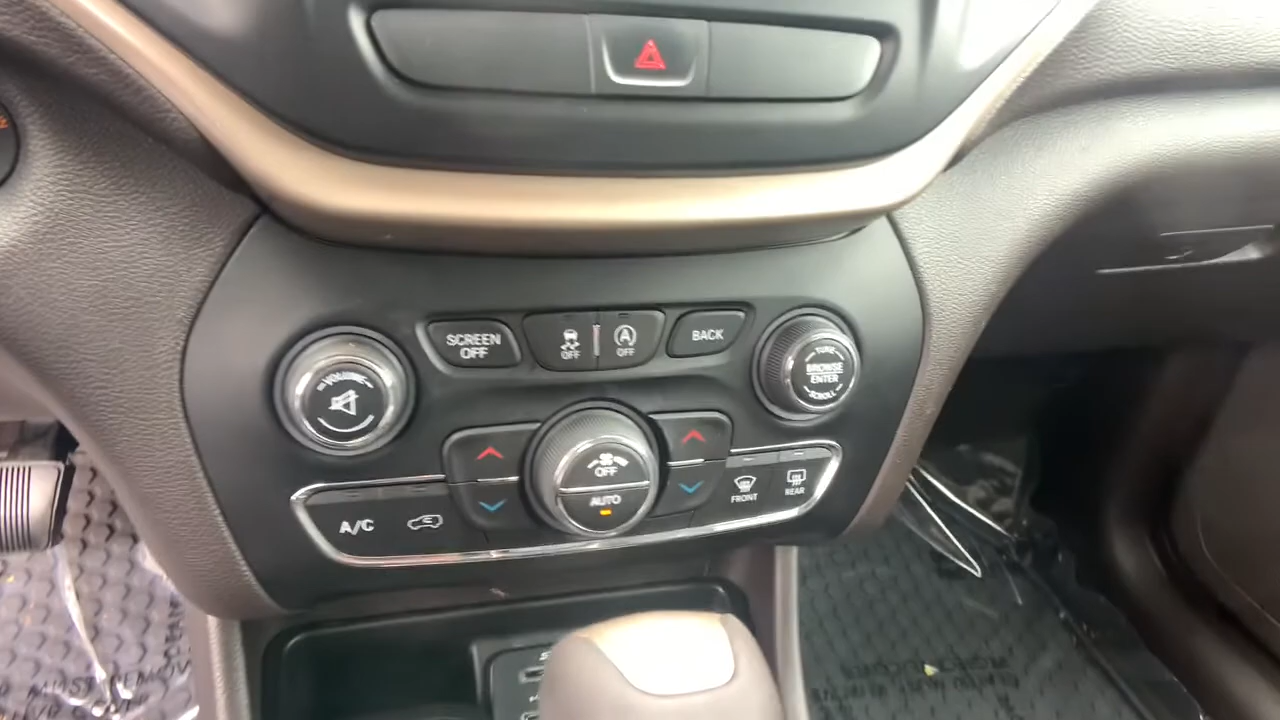 SCREEN
OFF
OFF
A
OFF
BACK
VOLUME
TUNE
BROWSE
ENTER
SCROLL
OFF
AUTO
A/C
FRONT
REAR